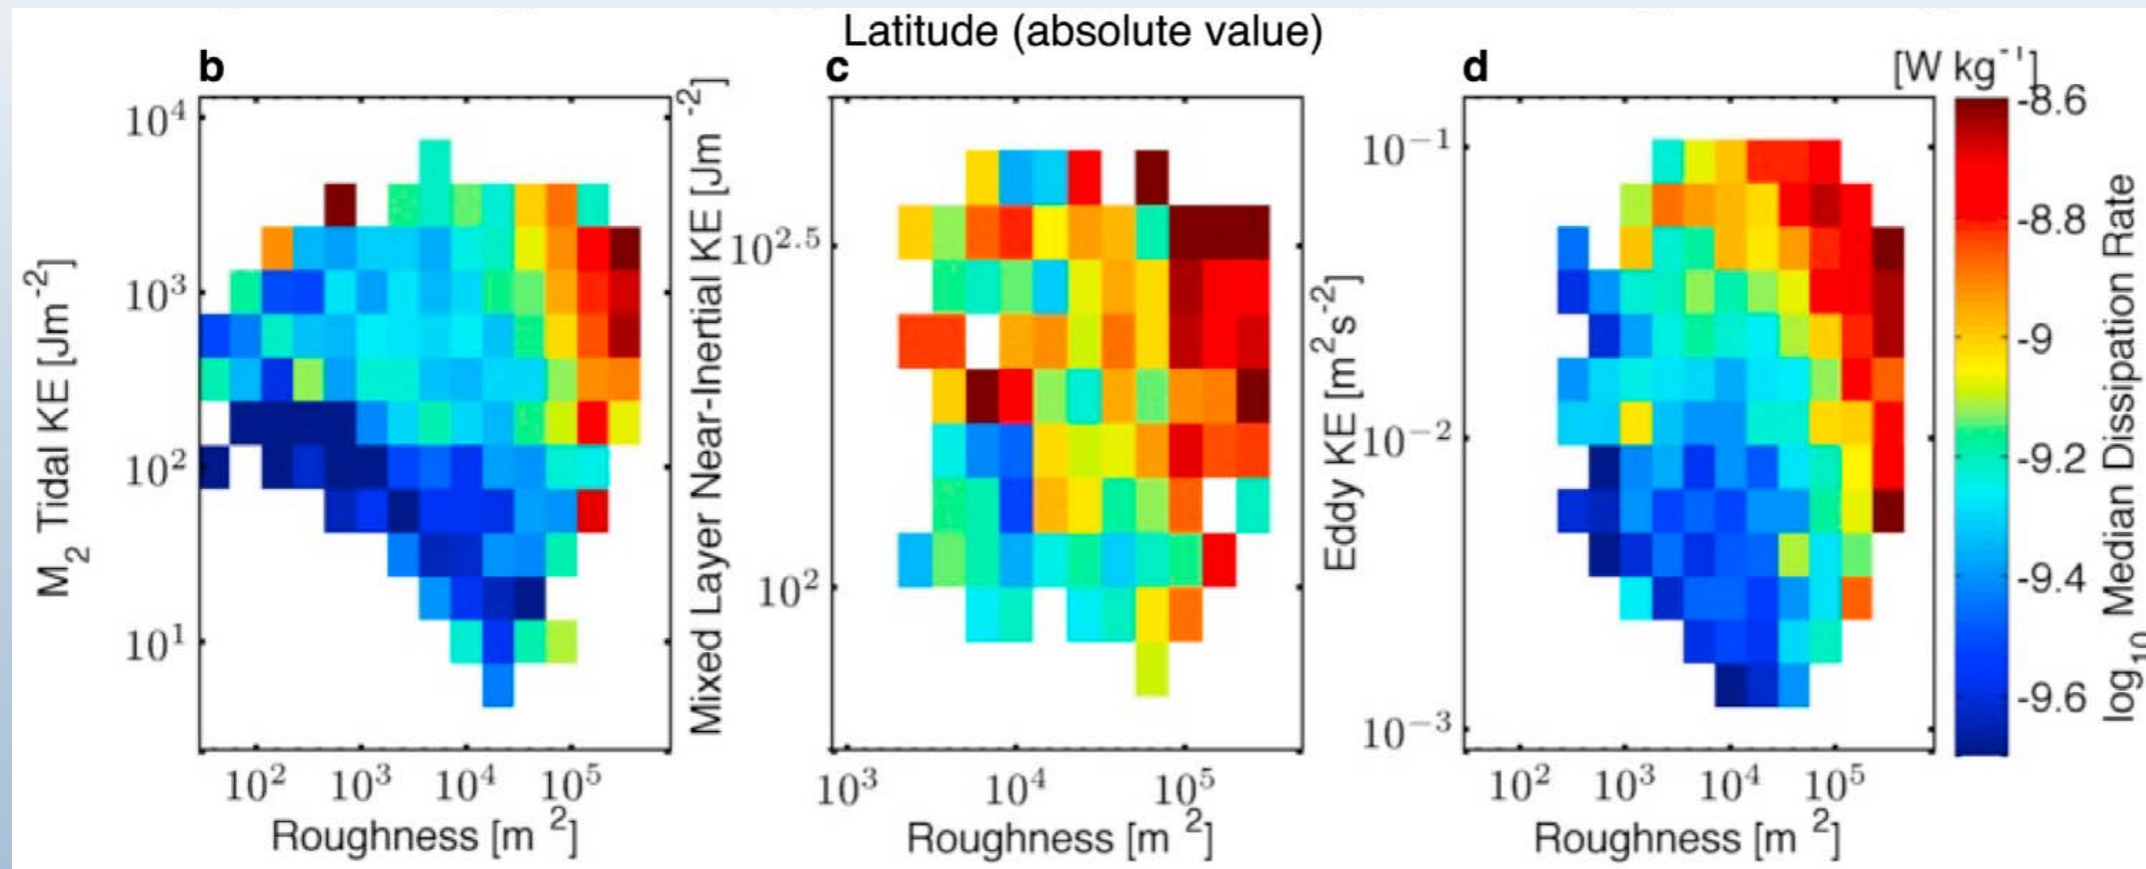 Latitude (absolute value)
b
M₂ Tidal KE [Jm⁻²]
10⁴
10³
10²
10¹
10² 10³ 10⁴ 10⁵
Roughness [m ²]
c
Mixed Layer Near-Inertial KE [Jm ⁻²]
10²·⁵
10²
10³ 10⁴ 10⁵
Roughness [m ²]
d
Eddy KE [m²s⁻²]
10⁻¹
10⁻²
10⁻³
10² 10³ 10⁴ 10⁵
Roughness [m ²]
[W kg⁻¹]
-8.6
-8.8
-9
-9.2
-9.4
-9.6
log₁₀ Median Dissipation Rate